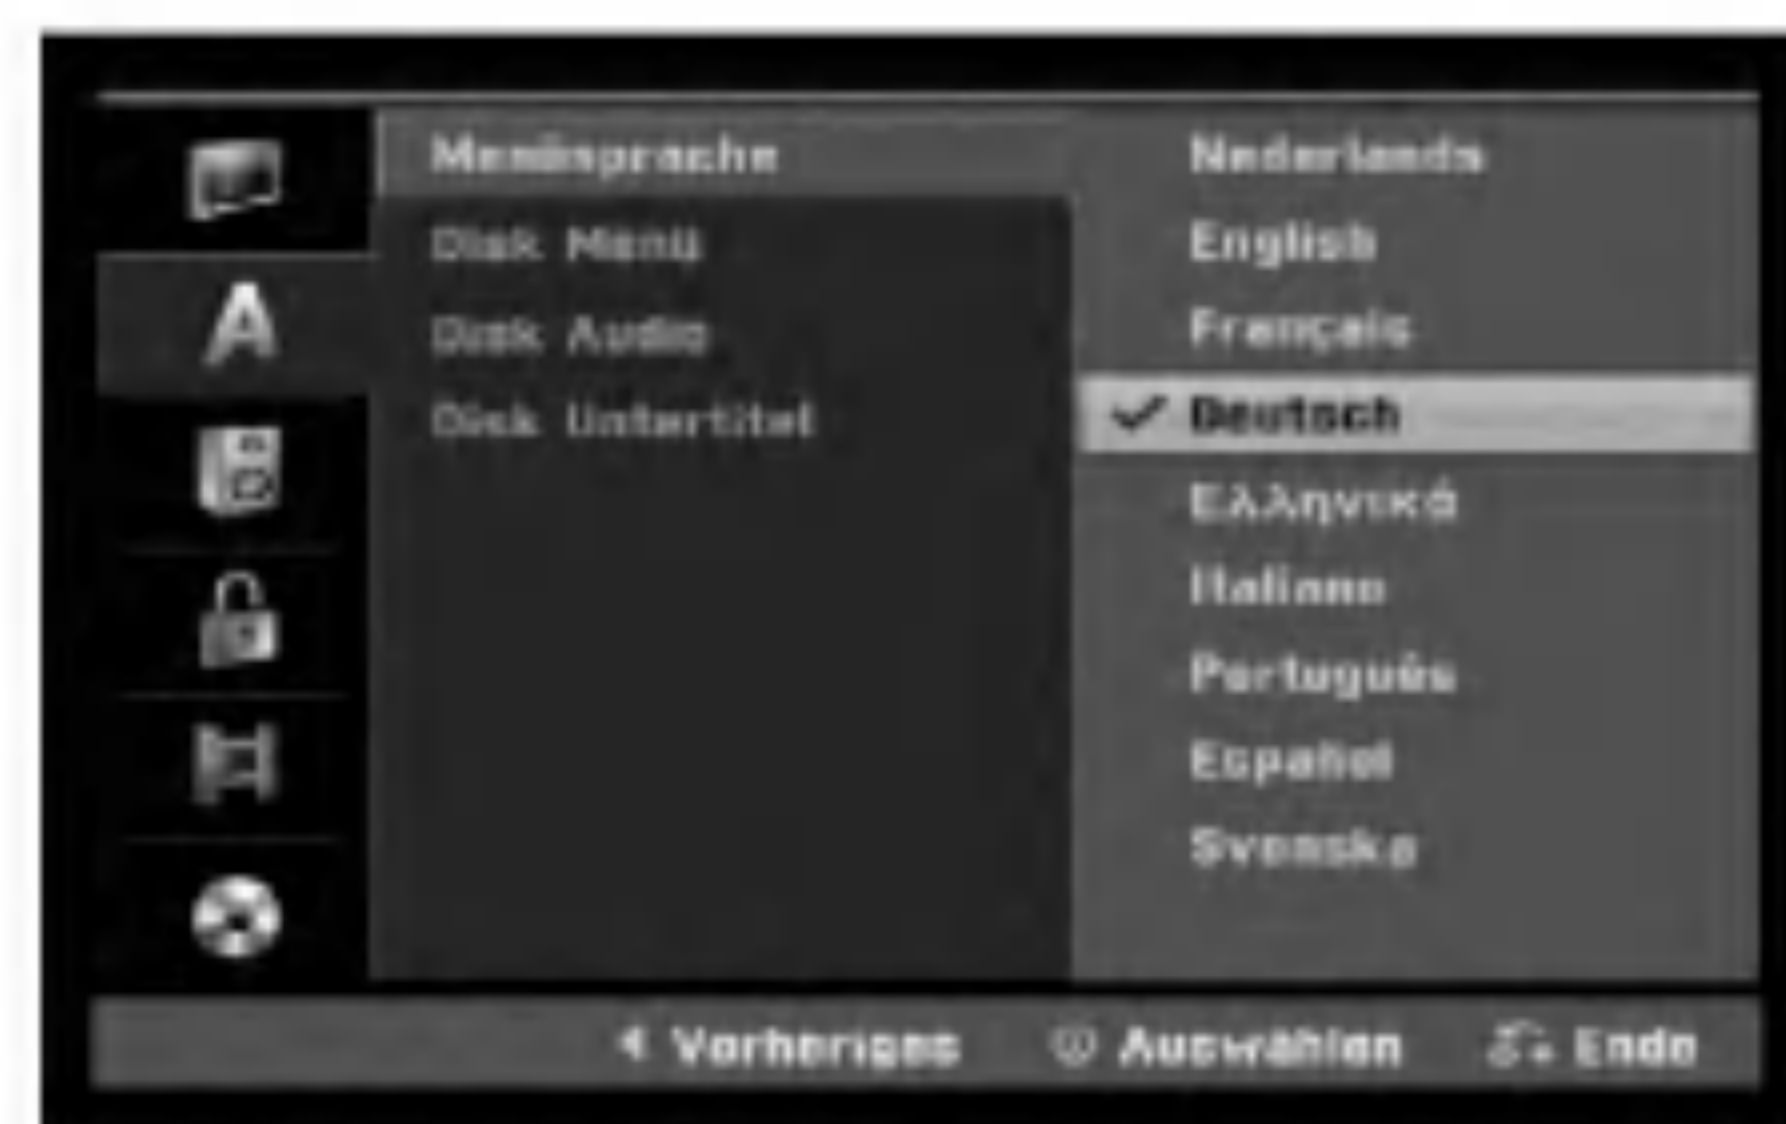 Menüsprache
Disk Menü
Disk Audio
Disk Untertitel
Nederlands
English
Français
Deutsch
Ελληνικά
Italiano
Português
Español
Svenska
Vorheriges Auswählen Ende